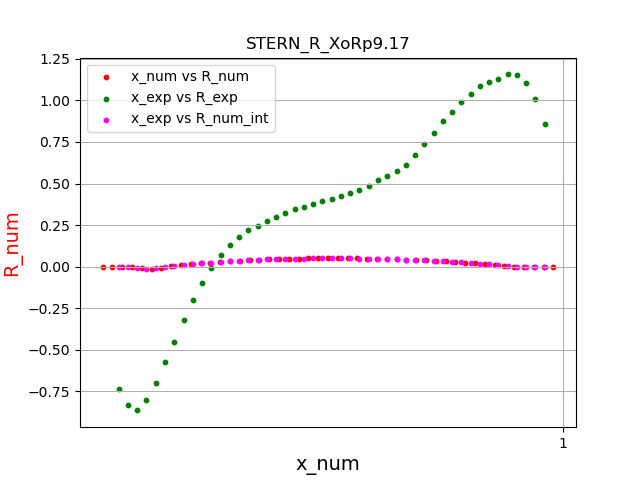 STERN_R_XoRp9.17
x_num vs R_num
x_exp vs R_exp
x_exp vs R_num_int
1.25
1.00
0.75
0.50
0.25
0.00
−0.25
−0.50
−0.75
R_num
1
x_num